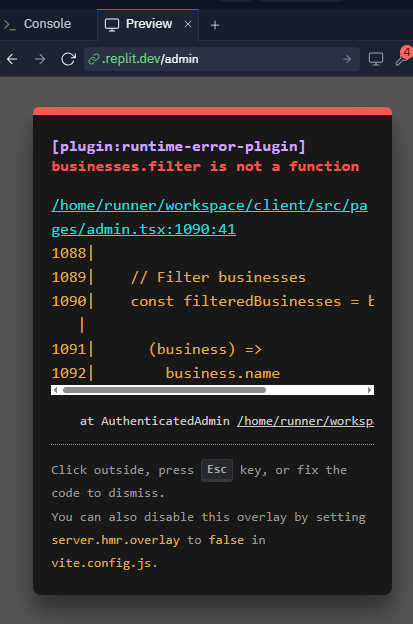 >_ Console
Preview × +
.replit.dev/admin
4
[plugin:runtime-error-plugin]
businesses.filter is not a function
/home/runner/workspace/client/src/pa
ges/admin.tsx:1090:41
1088|
1089|    // Filter businesses
1090|    const filteredBusinesses = b
|
1091|      (business) =>
1092|        business.name
at AuthenticatedAdmin /home/runner/worksp
Click outside, press Esc key, or fix the
code to dismiss.
You can also disable this overlay by setting
server.hmr.overlay to false in
vite.config.js.